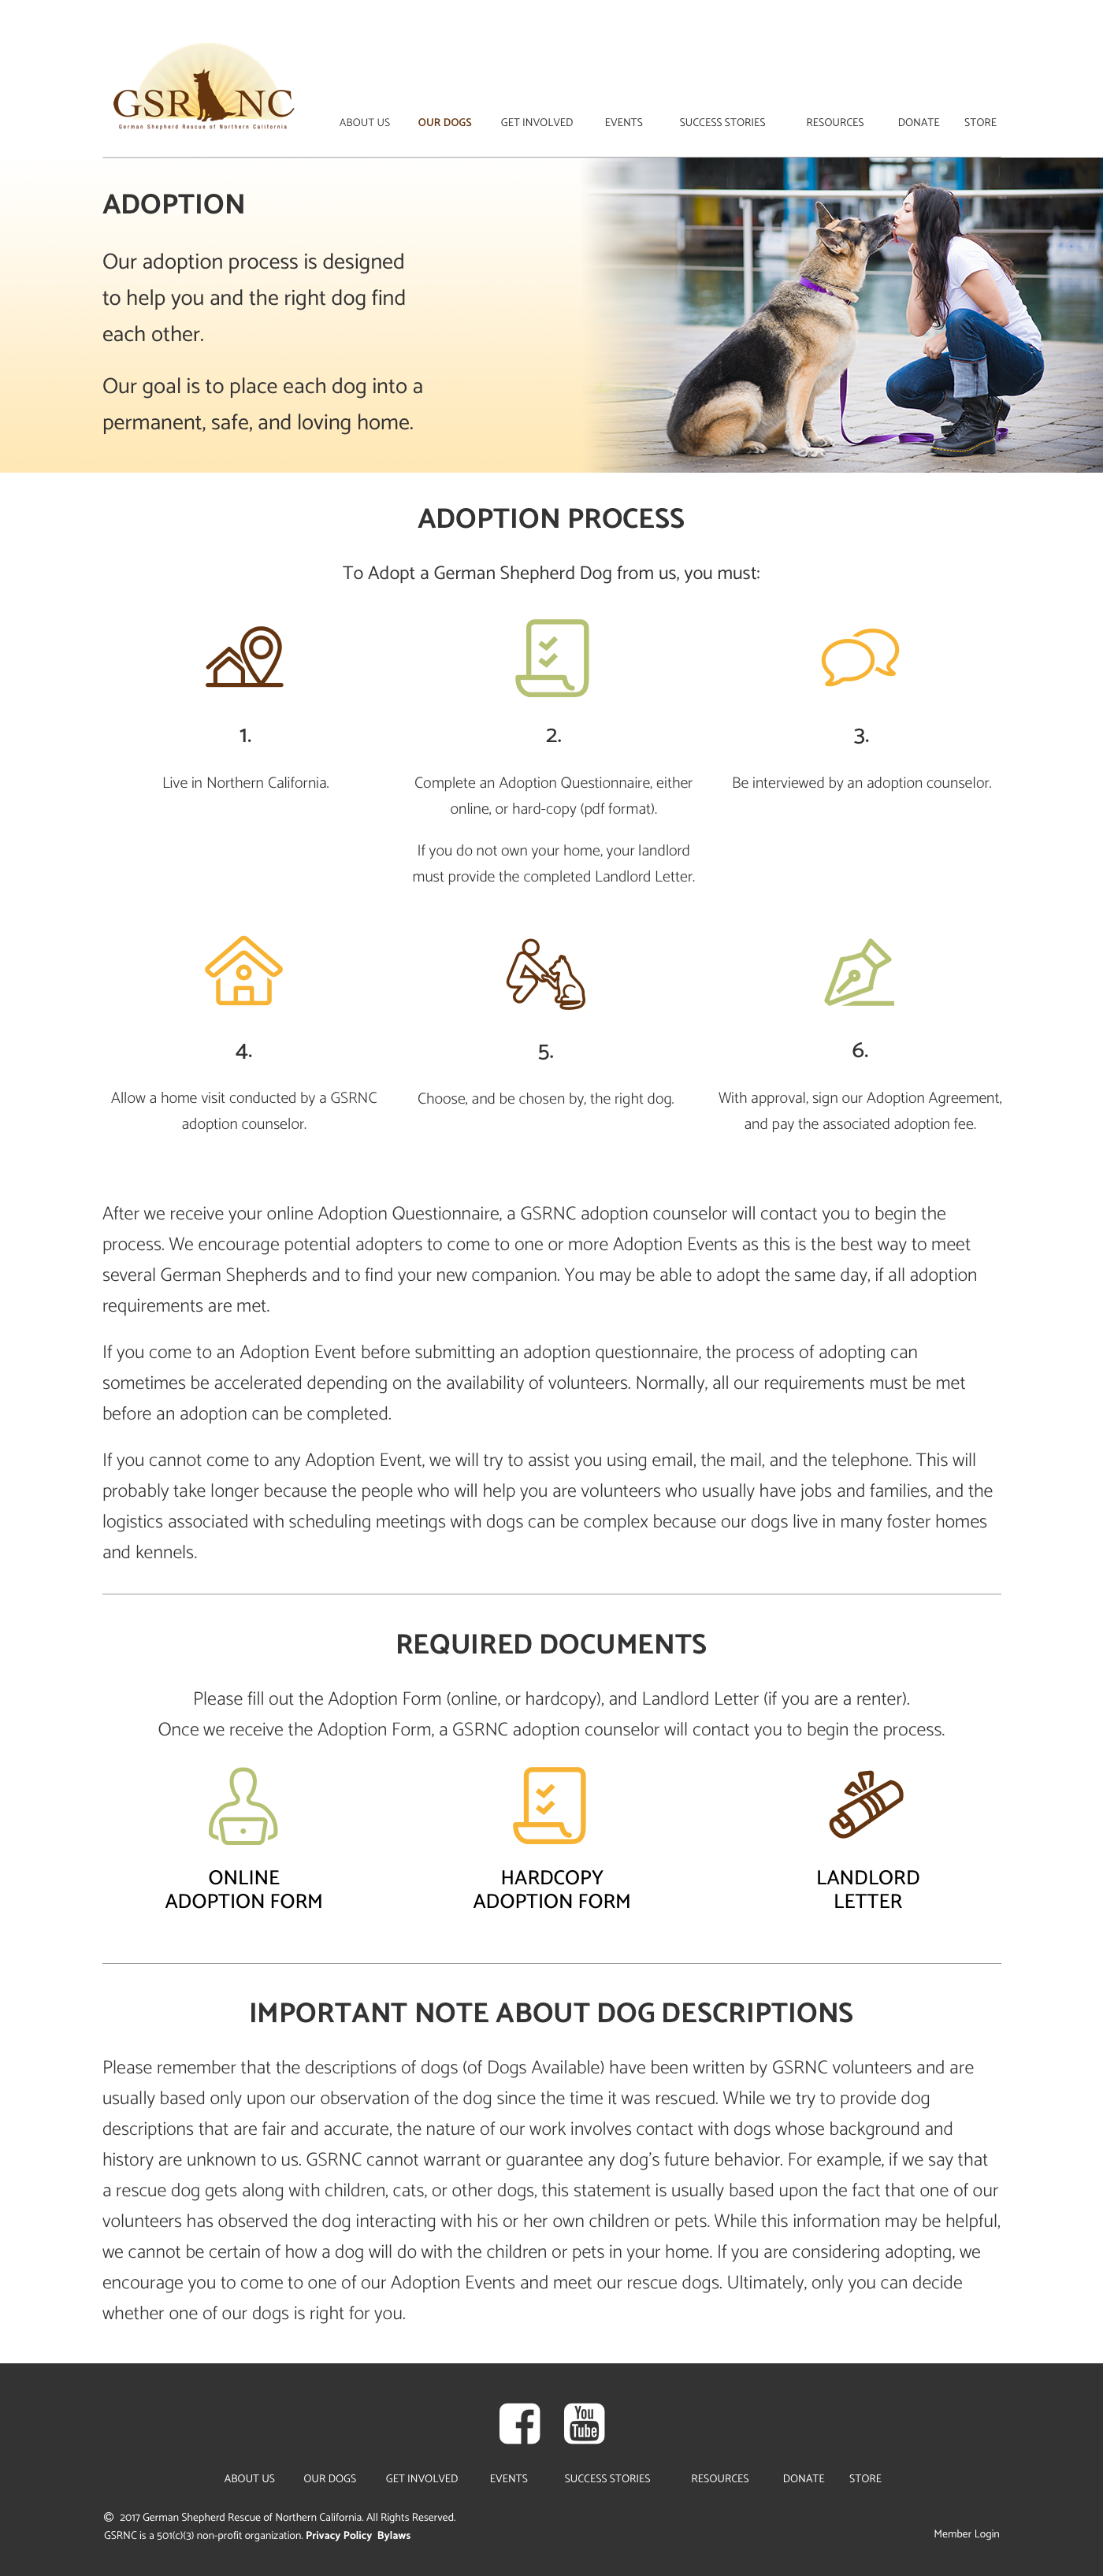 GSRNC
German Shepherd Rescue of Northern California
ABOUT US OUR DOGS GET INVOLVED EVENTS SUCCESS STORIES RESOURCES DONATE STORE
ADOPTION
Our adoption process is designed
to help you and the right dog find
each other.
Our goal is to place each dog into a
permanent, safe, and loving home.
ADOPTION PROCESS
To Adopt a German Shepherd Dog from us, you must:
1.
Live in Northern California.
2.
Complete an Adoption Questionnaire, either
online, or hard-copy (pdf format).
If you do not own your home, your landlord
must provide the completed Landlord Letter.
3.
Be interviewed by an adoption counselor.
4.
Allow a home visit conducted by a GSRNC
adoption counselor.
5.
Choose, and be chosen by, the right dog.
6.
With approval, sign our Adoption Agreement,
and pay the associated adoption fee.
After we receive your online Adoption Questionnaire, a GSRNC adoption counselor will contact you to begin the
process. We encourage potential adopters to come to one or more Adoption Events as this is the best way to meet
several German Shepherds and to find your new companion. You may be able to adopt the same day, if all adoption
requirements are met.
If you come to an Adoption Event before submitting an adoption questionnaire, the process of adopting can
sometimes be accelerated depending on the availability of volunteers. Normally, all our requirements must be met
before an adoption can be completed.
If you cannot come to any Adoption Event, we will try to assist you using email, the mail, and the telephone. This will
probably take longer because the people who will help you are volunteers who usually have jobs and families, and the
logistics associated with scheduling meetings with dogs can be complex because our dogs live in many foster homes
and kennels.
REQUIRED DOCUMENTS
Please fill out the Adoption Form (online, or hardcopy), and Landlord Letter (if you are a renter).
Once we receive the Adoption Form, a GSRNC adoption counselor will contact you to begin the process.
ONLINE
ADOPTION FORM
HARDCOPY
ADOPTION FORM
LANDLORD
LETTER
IMPORTANT NOTE ABOUT DOG DESCRIPTIONS
Please remember that the descriptions of dogs (of Dogs Available) have been written by GSRNC volunteers and are
usually based only upon our observation of the dog since the time it was rescued. While we try to provide dog
descriptions that are fair and accurate, the nature of our work involves contact with dogs whose background and
history are unknown to us. GSRNC cannot warrant or guarantee any dog's future behavior. For example, if we say that
a rescue dog gets along with children, cats, or other dogs, this statement is usually based upon the fact that one of our
volunteers has observed the dog interacting with his or her own children or pets. While this information may be helpful,
we cannot be certain of how a dog will do with the children or pets in your home. If you are considering adopting, we
encourage you to come to one of our Adoption Events and meet our rescue dogs. Ultimately, only you can decide
whether one of our dogs is right for you.
You
Tube
ABOUT US OUR DOGS GET INVOLVED EVENTS SUCCESS STORIES RESOURCES DONATE STORE
© 2017 German Shepherd Rescue of Northern California. All Rights Reserved.
GSRNC is a 501(c)(3) non-profit organization. Privacy Policy Bylaws
Member Login